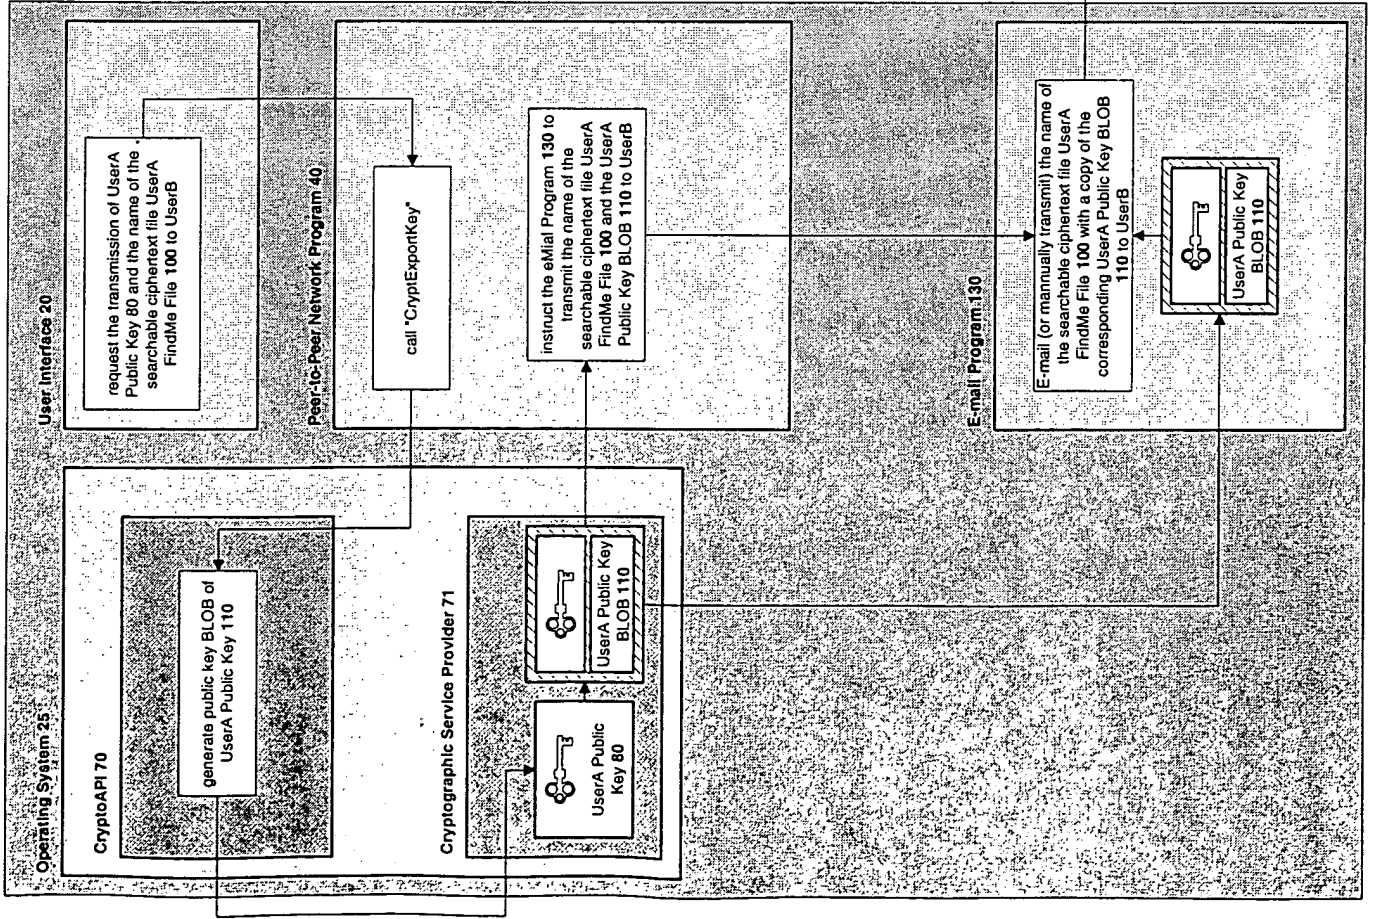 Operating System 25
CryptoAPI 70
generate public key BLOB of
UserA Public Key 110
Cryptographic Service Provider 71
UserA Public
Key 80
UserA Public Key
BLOB 110
User Interface 20
request the transmission of UserA
Public Key 80 and the name of the
searchable ciphertext file UserA
FindMe File 100 to UserB
Peer-to-Peer Network Program 40
call "CryptExportKey"
instruct the eMial Program 130 to
transmit the name of the
searchable ciphertext file UserA
FindMe File 100 and the UserA
Public Key BLOB 110 to UserB
E-mail Program 130
E-mail (or manually transmit) the name of
the searchable ciphertext file UserA
FindMe File 100 with a copy of the
corresponding UserA Public Key BLOB
110 to UserB
UserA Public Key
BLOB 110